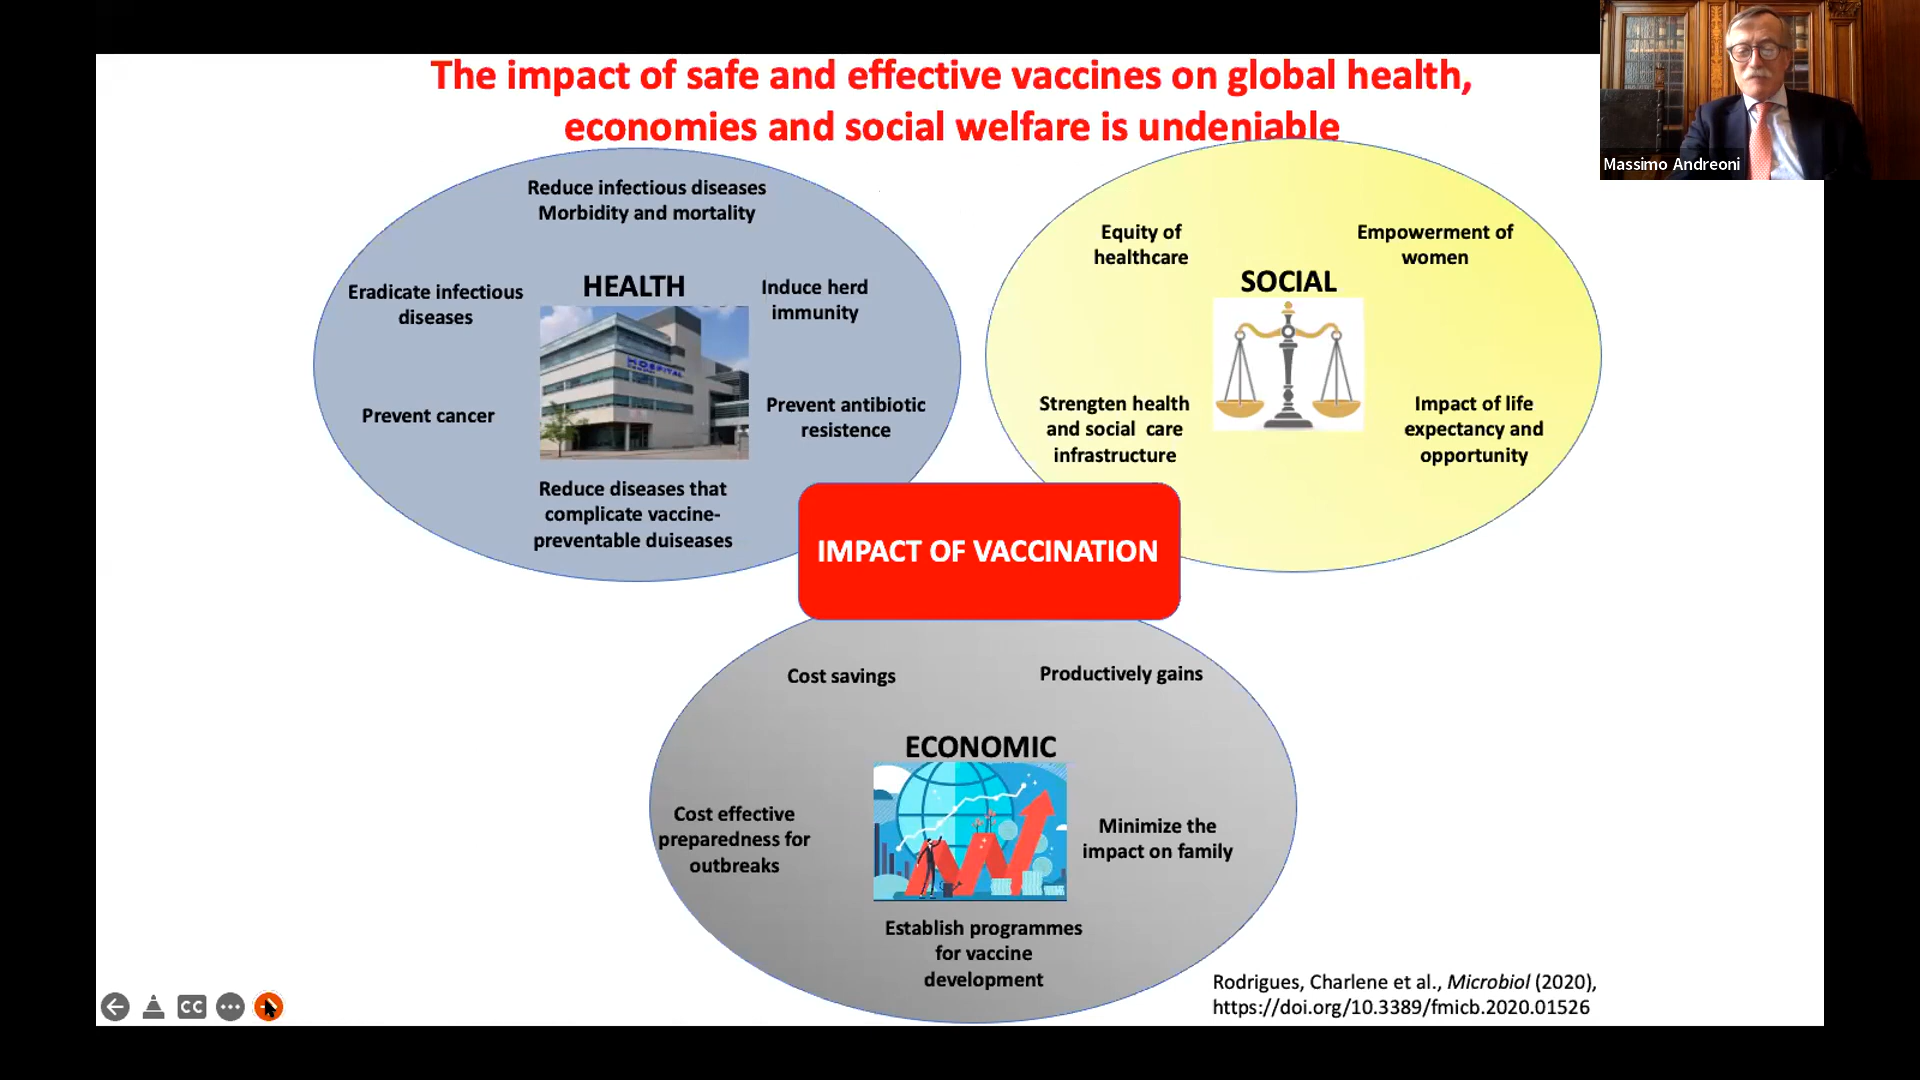 The impact of safe and effective vaccines on global health,
economies and social welfare is undeniable
Massimo Andreoni
Reduce infectious diseases
Morbidity and mortality
HEALTH
Eradicate infectious
diseases
Induce herd
immunity
HOSPITAL
Prevent cancer
Prevent antibiotic
resistence
Reduce diseases that
complicate vaccine-
preventable duiseases
Equity of
healthcare
Empowerment of
women
SOCIAL
Strengten health
and social care
infrastructure
Impact of life
expectancy and
opportunity
IMPACT OF VACCINATION
Cost savings
Productively gains
ECONOMIC
Cost effective
preparedness for
outbreaks
Minimize the
impact on family
Establish programmes
for vaccine
development
Rodrigues, Charlene et al., Microbiol (2020),
https://doi.org/10.3389/fmicb.2020.01526
CC